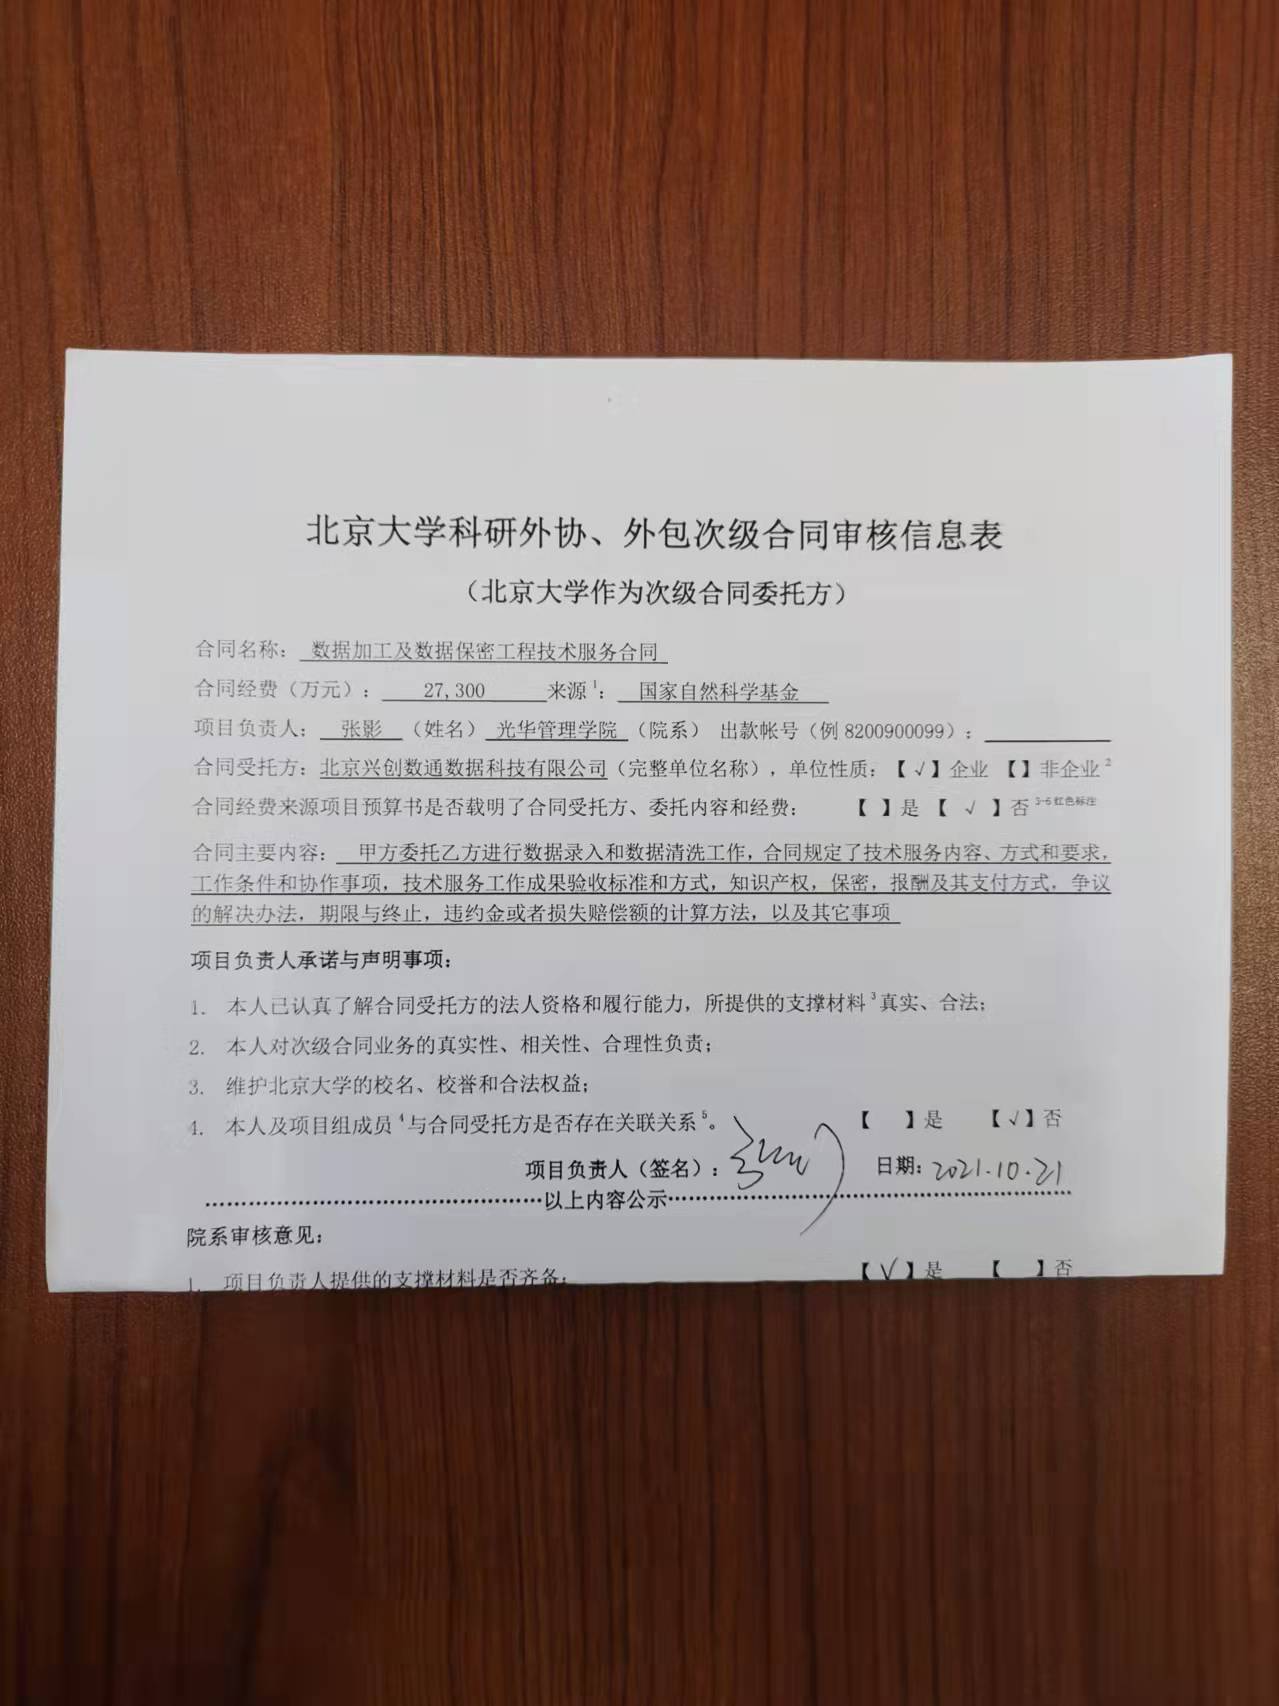 北京大学科研外协、外包次级合同审核信息表
（北京大学作为次级合同委托方）
合同名称： 数据加工及数据保密工程技术服务合同
合同经费（万元）： 27,300 来源1： 国家自然科学基金
项目负责人： 张影 （姓名） 光华管理学院 （院系） 出款帐号（例 8200900099）：
合同受托方：北京兴创数通数据科技有限公司（完整单位名称），单位性质：【√】企业 【】非企业2
合同经费来源项目预算书是否载明了合同受托方、委托内容和经费： 【 】是 【 √ 】否 3-5红色标注
合同主要内容： 甲方委托乙方进行数据录入和数据清洗工作，合同规定了技术服务内容、方式和要求，
工作条件和协作事项，技术服务工作成果验收标准和方式，知识产权，保密，报酬及其支付方式，争议
的解决办法，期限与终止，违约金或者损失赔偿额的计算方法，以及其它事项
项目负责人承诺与声明事项：
1. 本人已认真了解合同受托方的法人资格和履行能力，所提供的支撑材料3真实、合法；
2. 本人对次级合同业务的真实性、相关性、合理性负责；
3. 维护北京大学的校名、校誉和合法权益；
4. 本人及项目组成员4与合同受托方是否存在关联关系5。 【 】是 【√】否
项目负责人（签名）： 日期：2021.10.21
以上内容公示
院系审核意见：
1. 项目负责人提供的支撑材料是否齐备： 【√】是 【 】否